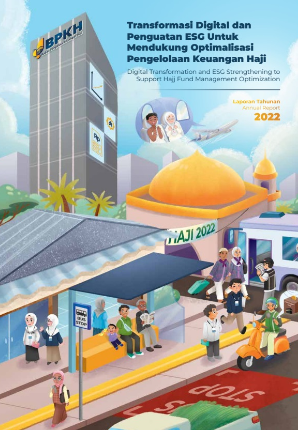 BPKH
Transformasi Digital dan
Penguatan ESG Untuk
Mendukung Optimalisasi
Pengelolaan Keuangan Haji
Digital Transformation and ESG Strengthening to
Support Hajj Fund Management Optimization
Laporan Tahunan
Annual Report
2022
HAJI 2022
BUS
STOP
STOP